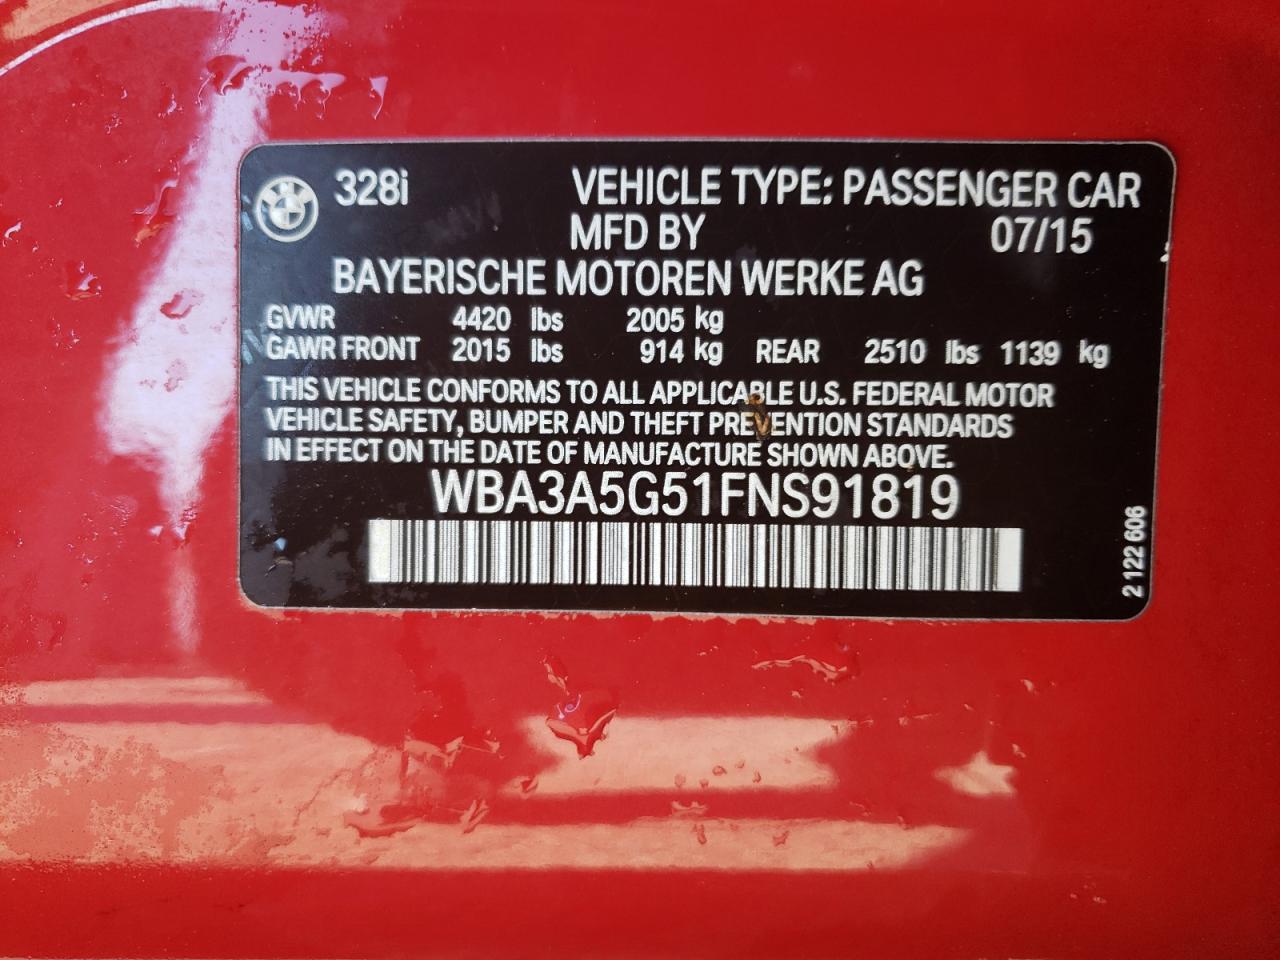 328i VEHICLE TYPE: PASSENGER CAR
MFD BY 07/15
BAYERISCHE MOTOREN WERKE AG
GVWR 4420 lbs 2005 kg
GAWR FRONT 2015 lbs 914 kg REAR 2510 lbs 1139 kg
THIS VEHICLE CONFORMS TO ALL APPLICABLE U.S. FEDERAL MOTOR
VEHICLE SAFETY, BUMPER AND THEFT PREVENTION STANDARDS
IN EFFECT ON THE DATE OF MANUFACTURE SHOWN ABOVE.
WBA3A5G51FNS91819
2 122 606